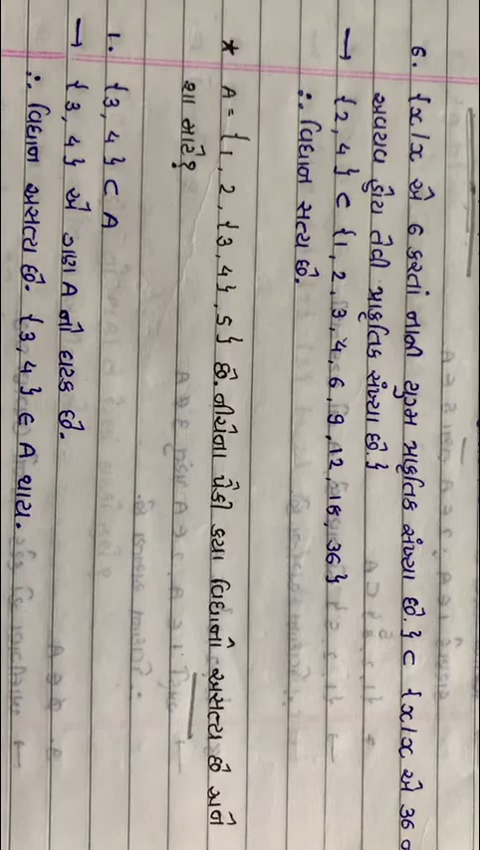 6. {x/x એ 6 કરતાં નાની યુગ્મ પ્રાકૃતિક સંખ્યા છે.} ⊂ {x/x એ 36 ના
અવયવ હોય તેવી પ્રાકૃતિક સંખ્યા છે.}
→ {2, 4} ⊂ {1, 2, 3, 4, 6, 9, 12, 18, 36}
∴ વિધાન સત્ય છે.
* A = {1, 2, {3, 4}, 5} છે. નીચેના પૈકી કયા વિધાનો અસત્ય છે અને
શા માટે?
1. {3, 4} ⊂ A
→ {3, 4} એ ગણ A નો ઘટક છે.
∴ વિધાન અસત્ય છે. {3, 4} ∈ A થાય.